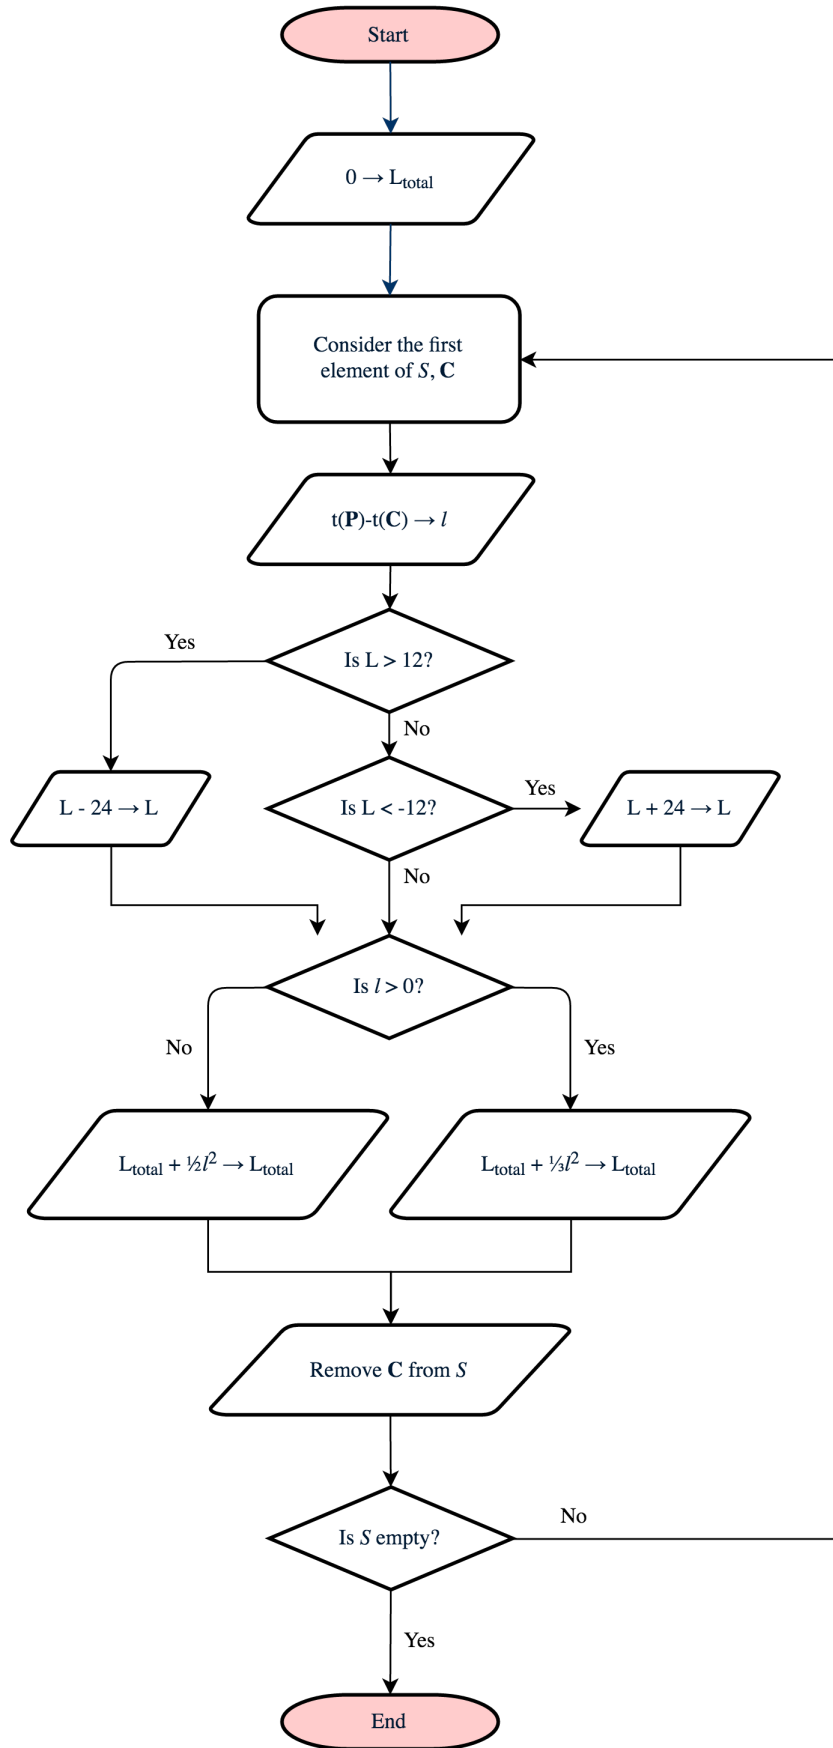 Start
0 → Lₜₒₜₐₗ
Consider the first
element of S, C
t(P)-t(C) → l
Is L > 12?
Yes
No
L - 24 → L
Is L < -12?
Yes
L + 24 → L
No
Is l > 0?
No
Yes
Lₜₒₜₐₗ + ½l² → Lₜₒₜₐₗ
Lₜₒₜₐₗ + ⅓l² → Lₜₒₜₐₗ
Remove C from S
Is S empty?
No
Yes
End